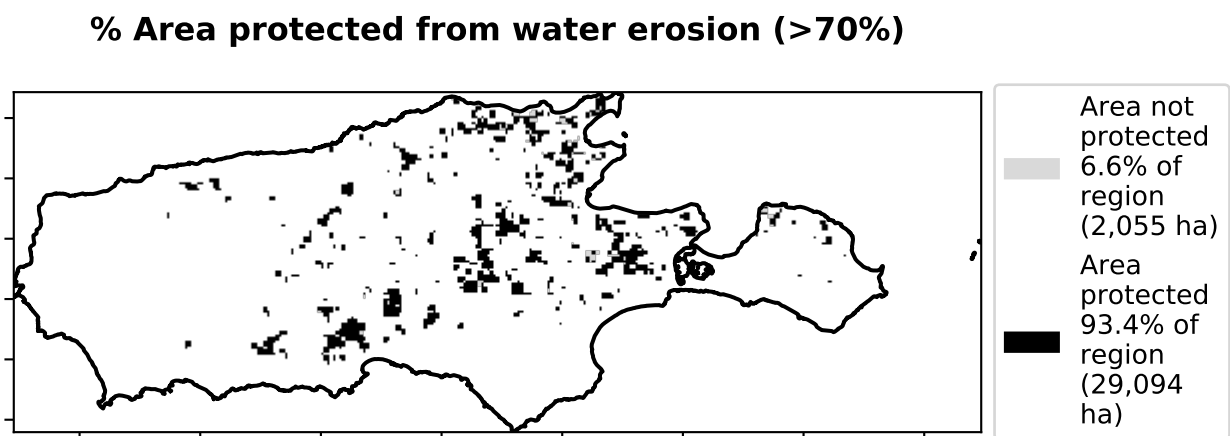 % Area protected from water erosion (>70%)
Area not
protected
6.6% of
region
(2,055 ha)
Area
protected
93.4% of
region
(29,094
ha)